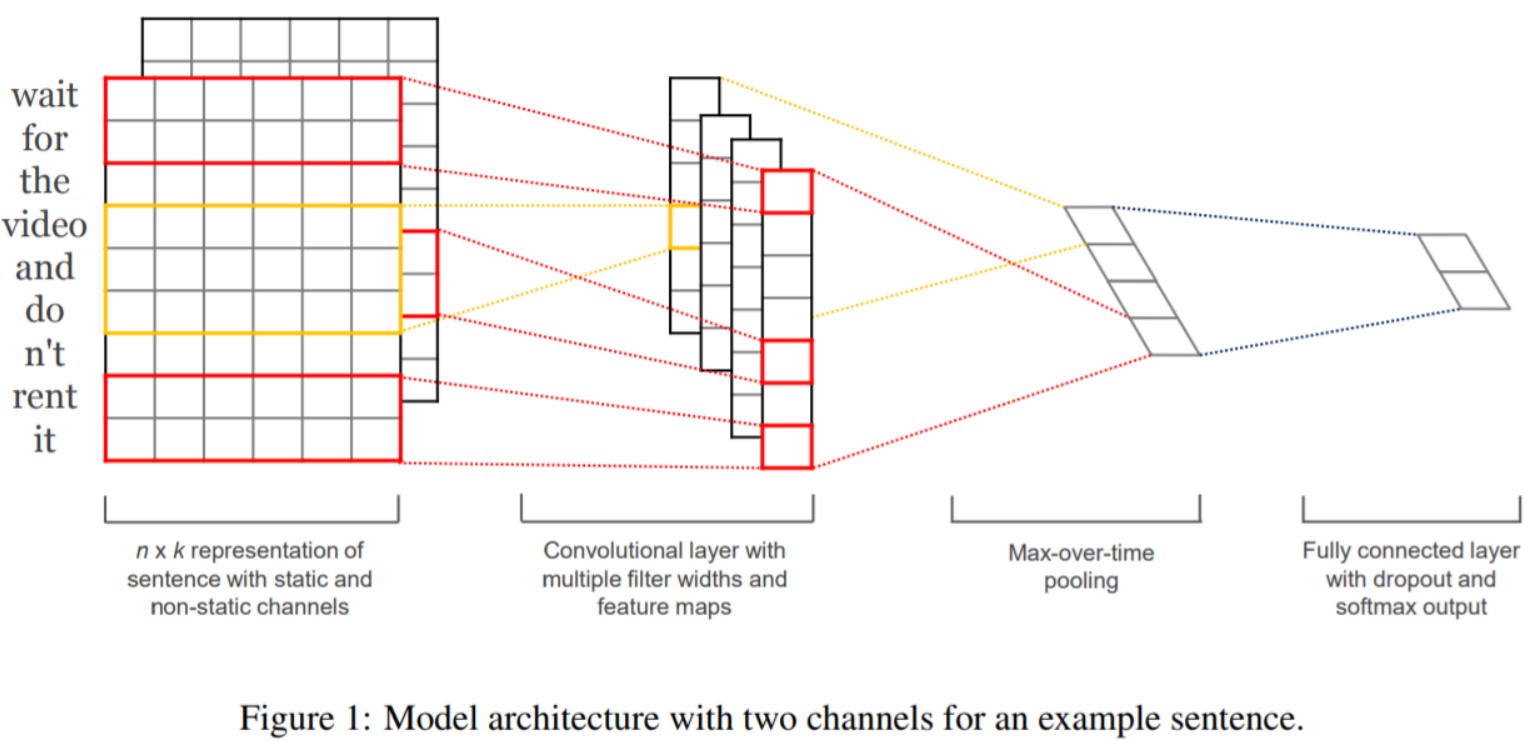 wait
for
the
video
and
do
n't
rent
it
n x k representation of
sentence with static and
non-static channels
Convolutional layer with
multiple filter widths and
feature maps
Max-over-time
pooling
Fully connected layer
with dropout and
softmax output
Figure 1: Model architecture with two channels for an example sentence.